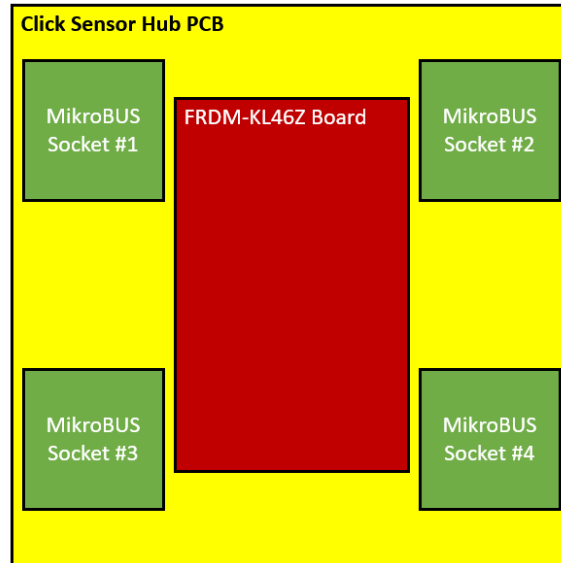 Click Sensor Hub PCB
MikroBUS
Socket #1
FRDM-KL46Z Board
MikroBUS
Socket #2
MikroBUS
Socket #3
MikroBUS
Socket #4